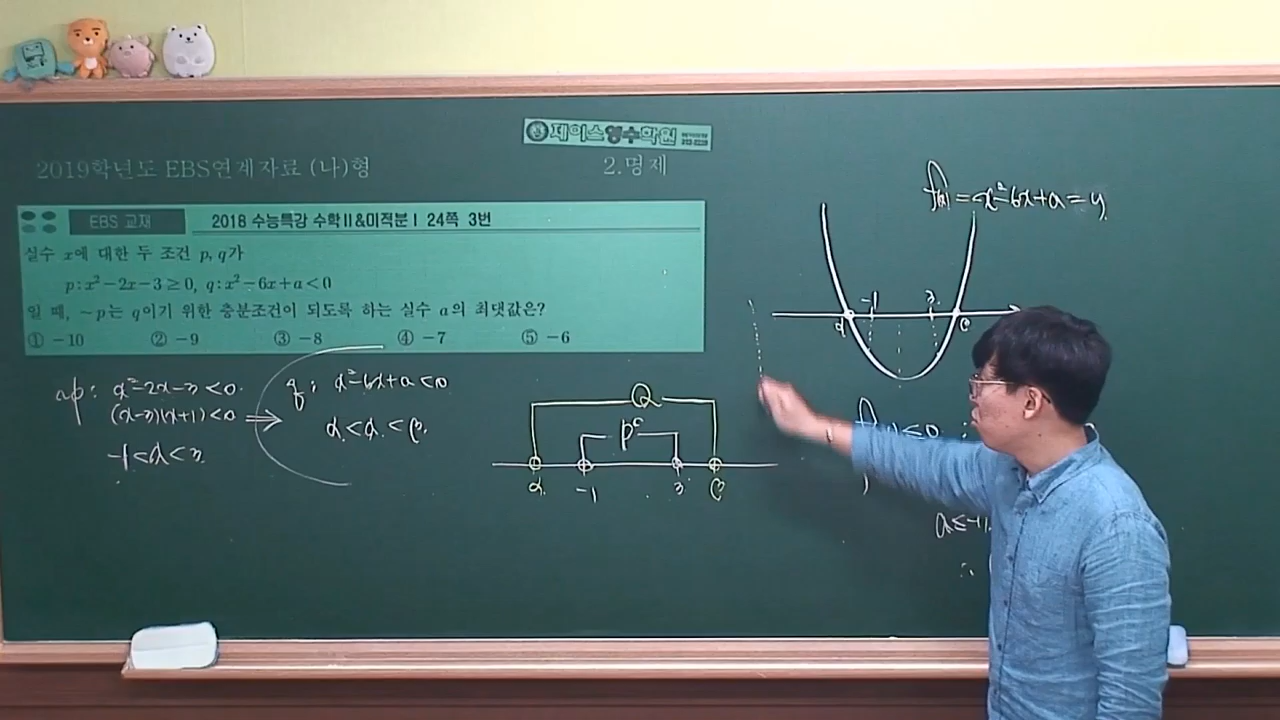 제이스영수학원
2019학년도 EBS연계자료 (나)형
2.명제
EBS 교재
2018 수능특강 수학Ⅱ&미적분Ⅰ 24쪽 3번
실수 x에 대한 두 조건 p, q가
p : x²−2x−3≥0, q : x²−6x+a<0
일 때, ~p는 q이기 위한 충분조건이 되도록 하는 실수 a의 최댓값은?
① −10 ② −9 ③ −8 ④ −7 ⑤ −6
~p : x²-2x-3<0
(x-3)(x+1)<0
-1<x<3
q : x²-6x+a<0
α<x<β
Q
Pᶜ
α -1 3 β
f(x)=x²-6x+a=y
-1 3
α β
≤0
a≤-7
∴